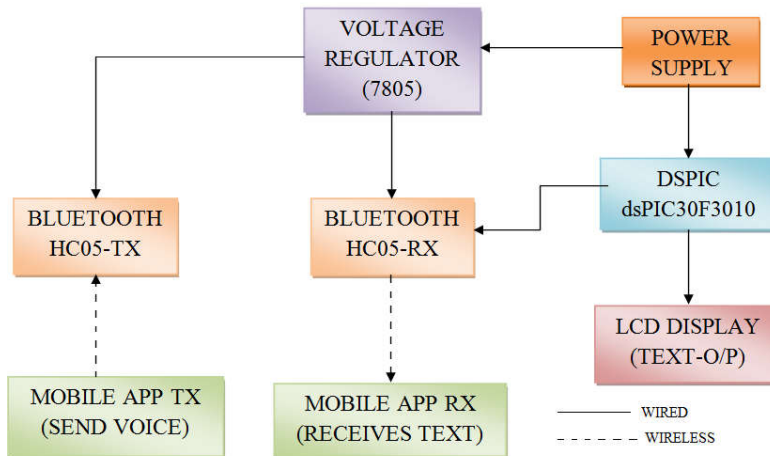 VOLTAGE
REGULATOR
(7805)
POWER
SUPPLY
BLUETOOTH
HC05-TX
BLUETOOTH
HC05-RX
DSPIC
dsPIC30F3010
LCD DISPLAY
(TEXT-O/P)
MOBILE APP TX
(SEND VOICE)
MOBILE APP RX
(RECEIVES TEXT)
WIRED
WIRELESS